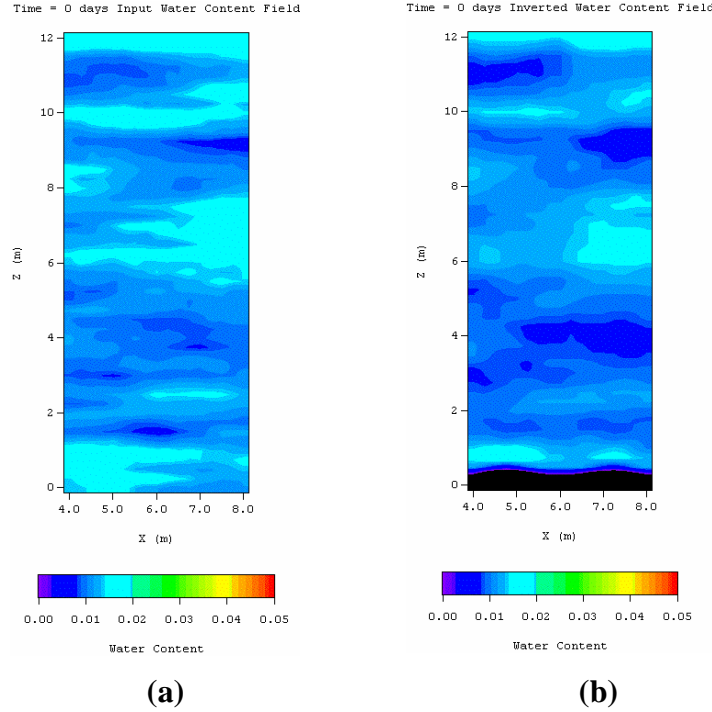 Time = 0 days Input Water Content Field
12
10
8
6
4
2
0
Z (m)
4.0 5.0 6.0 7.0 8.0
X (m)
0.00 0.01 0.02 0.03 0.04 0.05
Water Content
(a)
Time = 0 days Inverted Water Content Field
12
10
8
6
4
2
0
Z (m)
4.0 5.0 6.0 7.0 8.0
X (m)
0.00 0.01 0.02 0.03 0.04 0.05
Water Content
(b)